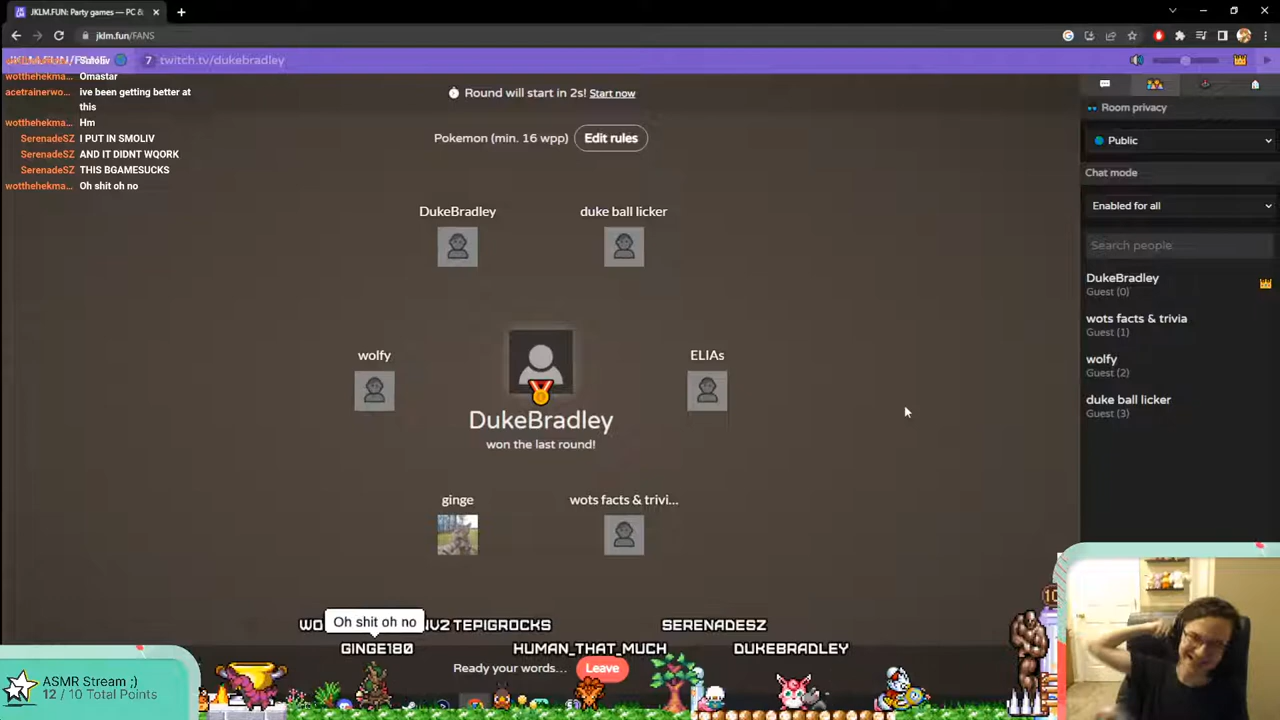 JKLM.FUN: Party games — PC &
jklm.fun/FANS
7 twitch.tv/dukebradley
wotthehekma... Omastar
acetrainerwo... ive been getting better at
this
wotthehekma... Hm
SerenadeSZ I PUT IN SMOLIV
SerenadeSZ AND IT DIDNT WQORK
SerenadeSZ THIS BGAMESUCKS
wotthehekma... Oh shit oh no
Round will start in 2s! Start now
Pokemon (min. 16 wpp) Edit rules
DukeBradley
duke ball licker
wolfy
ELIAs
DukeBradley
won the last round!
ginge
wots facts & trivi...
Room privacy
Public
Chat mode
Enabled for all
Search people
DukeBradley
Guest (0)
wots facts & trivia
Guest (1)
wolfy
Guest (2)
duke ball licker
Guest (3)
Oh shit oh no
TEPIGROCKS
SERENADESZ
GINGE180
HUMAN_THAT_MUCH
DUKEBRADLEY
Ready your words... Leave
ASMR Stream ;)
12 / 10 Total Points